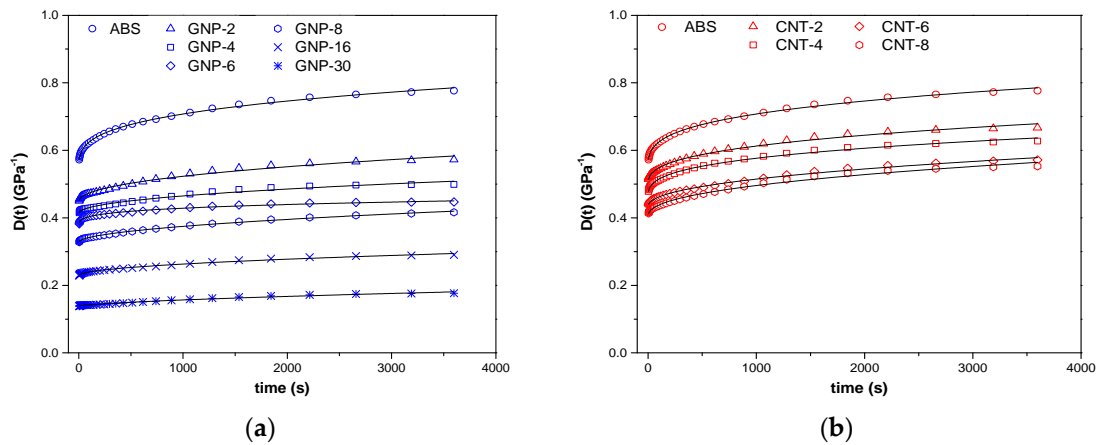 ABS GNP-2 GNP-8
GNP-4 GNP-16
GNP-6 GNP-30
1.0
0.8
0.6
0.4
0.2
0.0
D(t) (GPa⁻¹)
0 1000 2000 3000 4000
time (s)
(a)
ABS CNT-2 CNT-6
CNT-4 CNT-8
1.0
0.8
0.6
0.4
0.2
0.0
D(t) (GPa⁻¹)
0 1000 2000 3000 4000
time (s)
(b)